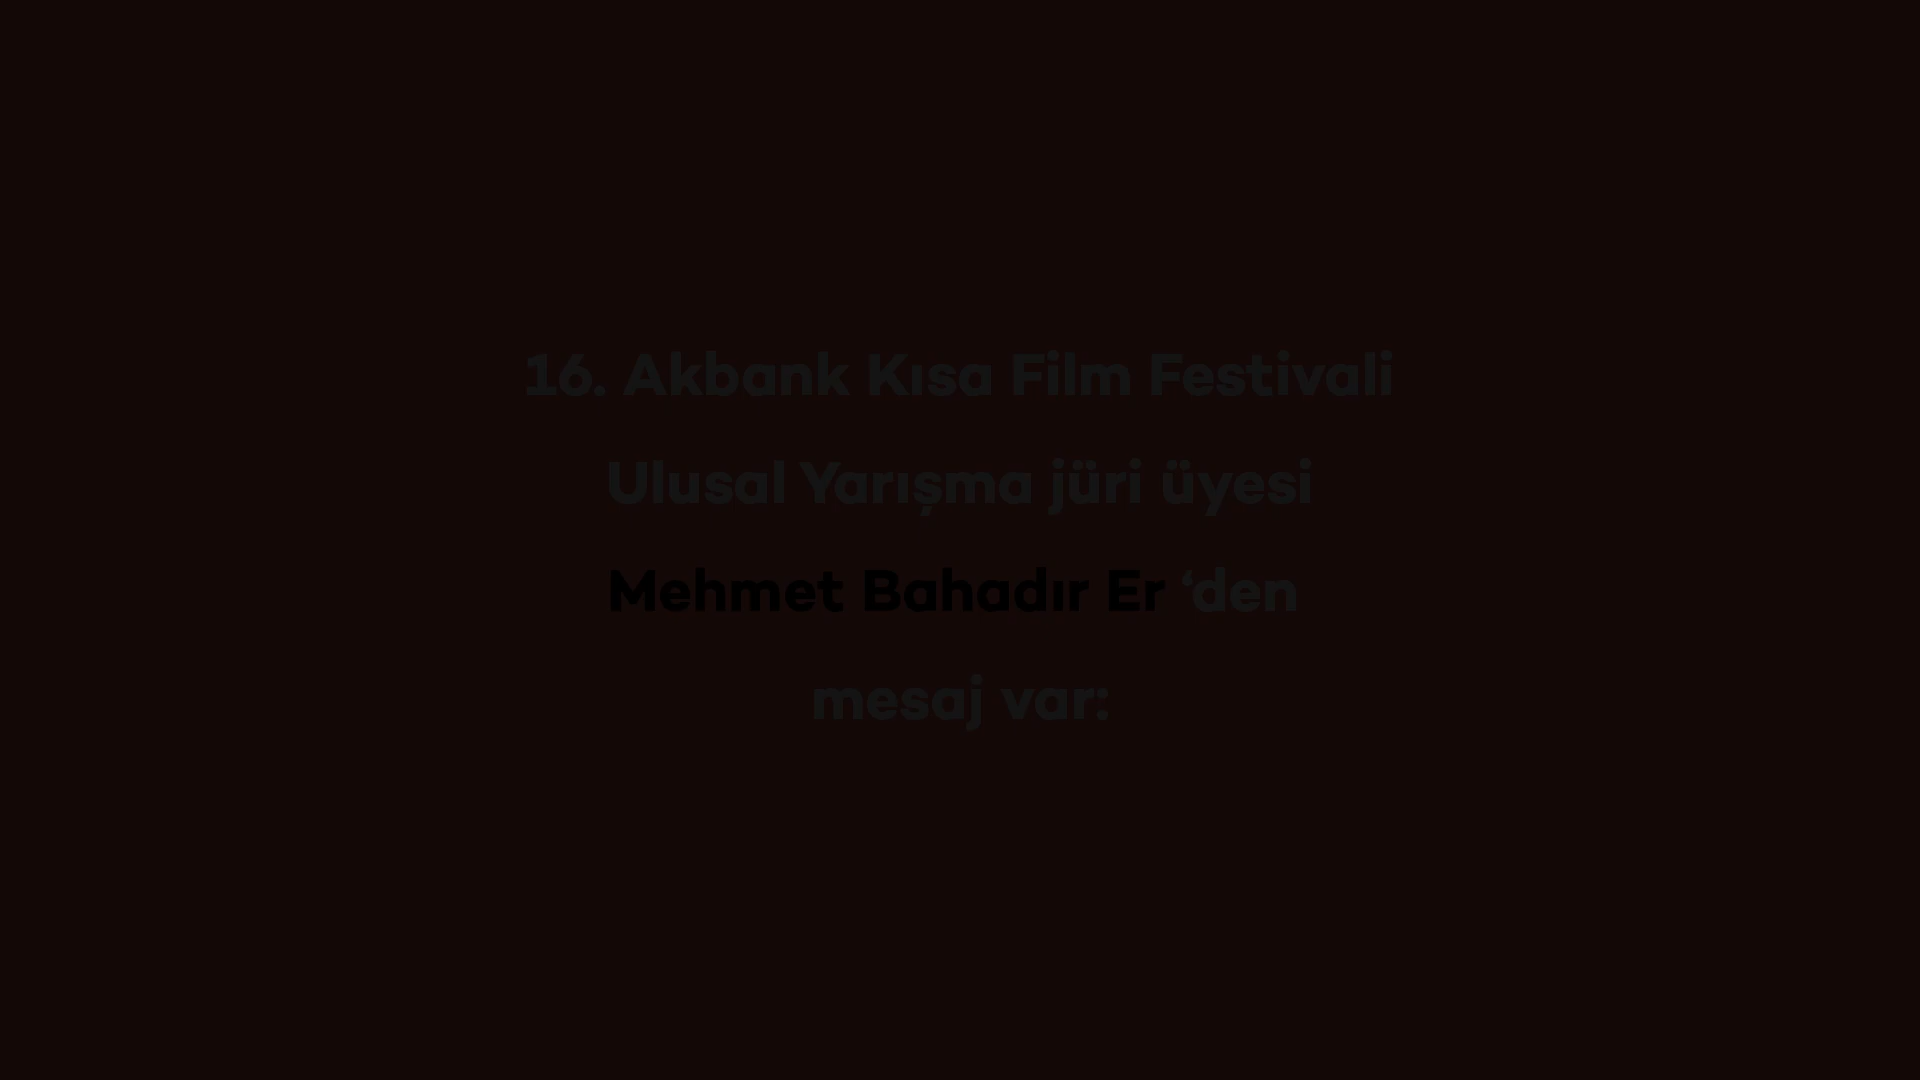 16. Akbank Kısa Film Festivali
Ulusal Yarışma jüri üyesi
Mehmet Bahadır Er ‘den
mesaj var: